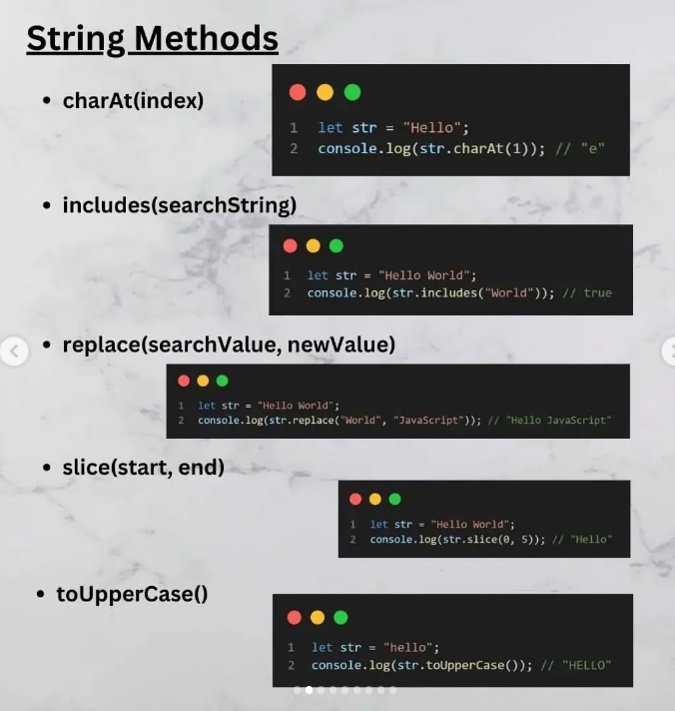 String Methods
• charAt(index)
1 let str = "Hello";
2 console.log(str.charAt(1)); // "e"
• includes(searchString)
1 let str = "Hello World";
2 console.log(str.includes("World")); // true
• replace(searchValue, newValue)
1 let str = "Hello World";
2 console.log(str.replace("World", "JavaScript")); // "Hello JavaScript"
• slice(start, end)
1 let str = "Hello World";
2 console.log(str.slice(0, 5)); // "Hello"
• toUpperCase()
1 let str = "hello";
2 console.log(str.toUpperCase()); // "HELLO"